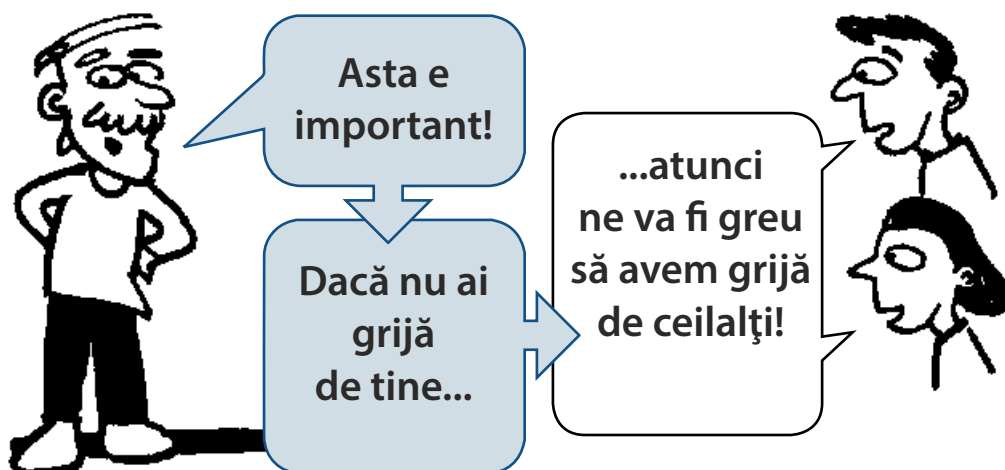 Asta e
important!
Dacă nu ai
grijă
de tine...
...atunci
ne va fi greu
să avem grijă
de ceilalţi!